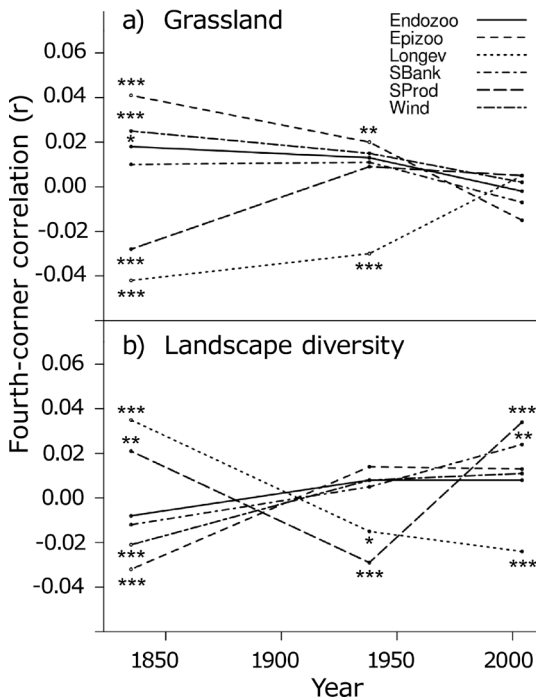 a) Grassland
Endozoo
Epizoo
Longev
SBank
SProd
Wind
0.06
0.04
0.02
0.00
-0.02
-0.04
***
***
*
**
***
***
***
Fourth-corner correlation (r)
b) Landscape diversity
0.06
0.04
0.02
0.00
-0.02
-0.04
***
**
***
***
*
***
***
**
***
1850 1900 1950 2000
Year